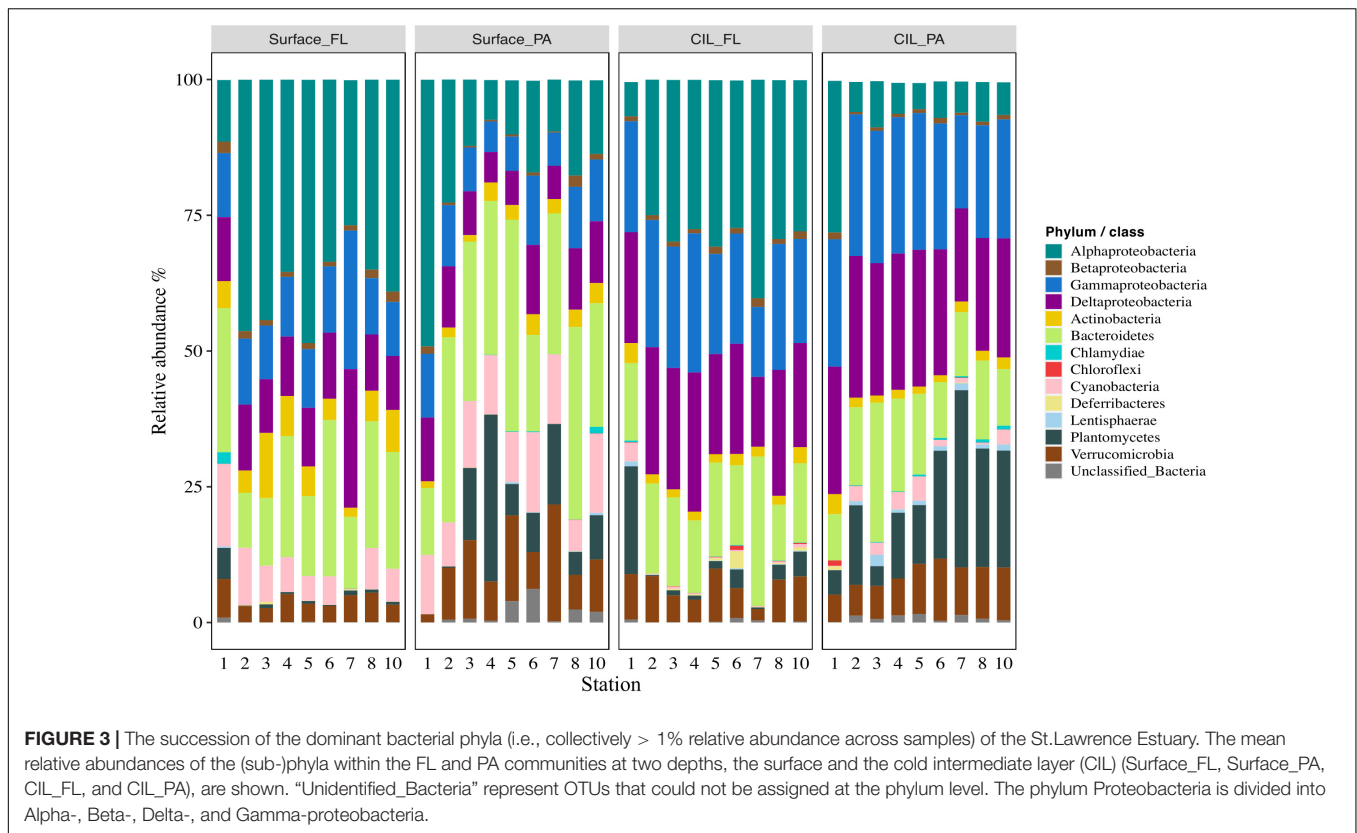 Surface_FL Surface_PA CIL_FL CIL_PA
100
75
50
25
0
Relative abundance %
1 2 3 4 5 6 7 8 10 1 2 3 4 5 6 7 8 10 1 2 3 4 5 6 7 8 10 1 2 3 4 5 6 7 8 10
Station
Phylum / class
Alphaproteobacteria
Betaproteobacteria
Gammaproteobacteria
Deltaproteobacteria
Actinobacteria
Bacteroidetes
Chlamydiae
Chloroflexi
Cyanobacteria
Deferribacteres
Lentisphaerae
Plantomycetes
Verrucomicrobia
Unclassified_Bacteria
FIGURE 3 | The succession of the dominant bacterial phyla (i.e., collectively > 1% relative abundance across samples) of the St.Lawrence Estuary. The mean
relative abundances of the (sub-)phyla within the FL and PA communities at two depths, the surface and the cold intermediate layer (CIL) (Surface_FL, Surface_PA,
CIL_FL, and CIL_PA), are shown. “Unidentified_Bacteria” represent OTUs that could not be assigned at the phylum level. The phylum Proteobacteria is divided into
Alpha-, Beta-, Delta-, and Gamma-proteobacteria.